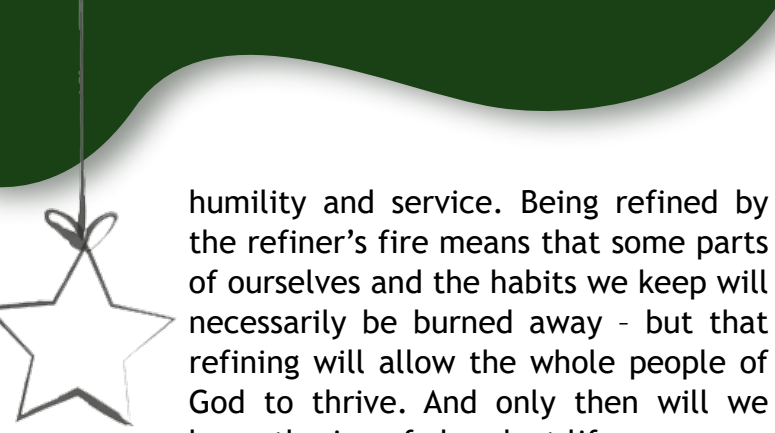 humility and service. Being refined by
the refiner’s fire means that some parts
of ourselves and the habits we keep will
necessarily be burned away – but that
refining will allow the whole people of
God to thrive. And only then will we